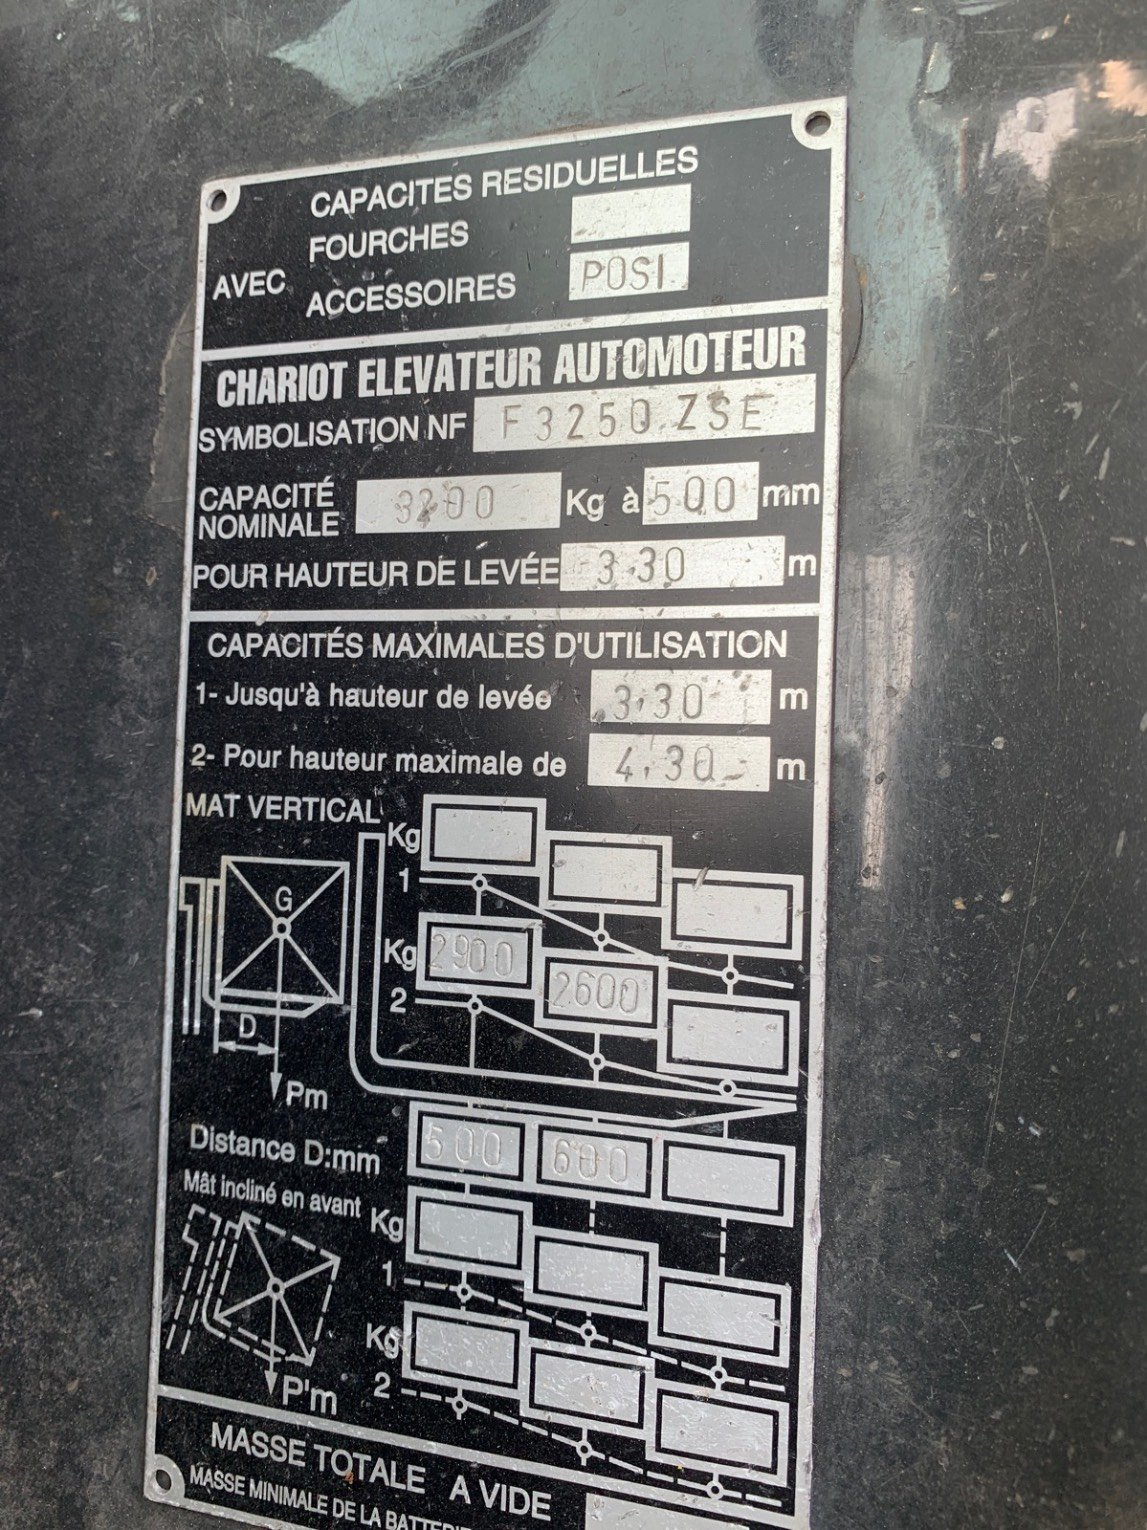 CAPACITES RESIDUELLES
FOURCHES
AVEC
ACCESSOIRES POSI
CHARIOT ELEVATEUR AUTOMOTEUR
SYMBOLISATION NF F3250.ZSE
CAPACITÉ NOMINALE 3200 Kg à 500 mm
POUR HAUTEUR DE LEVÉE 3.30 m
CAPACITÉS MAXIMALES D'UTILISATION
1- Jusqu'à hauteur de levée 3.30 m
2- Pour hauteur maximale de 4.30 m
MAT VERTICAL
Kg
1
G
Kg 2900 2600
2
D
Pm
Distance D:mm 500 600
Mât incliné en avant
Kg
1
Kg
2
P'm
MASSE TOTALE A VIDE
MASSE MINIMALE DE LA BATTERIE